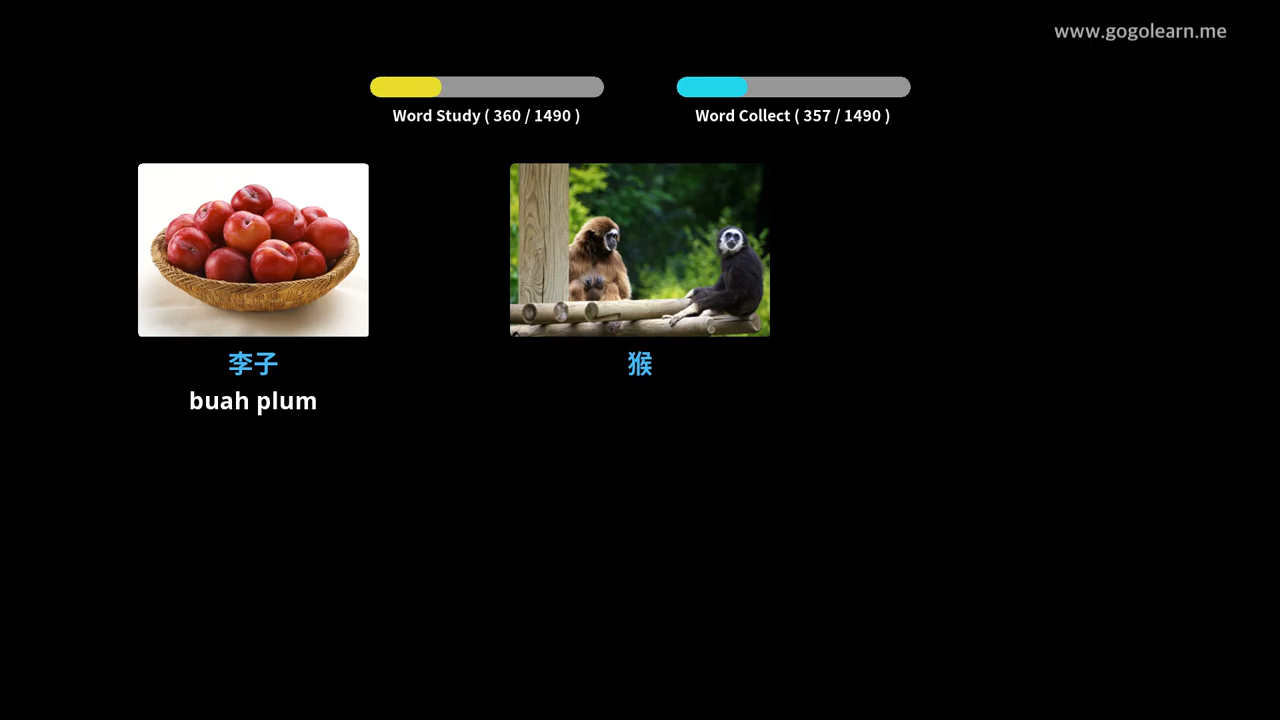 www.gogolearn.me
Word Study ( 360 / 1490 )
Word Collect ( 357 / 1490 )
李子
buah plum
猴